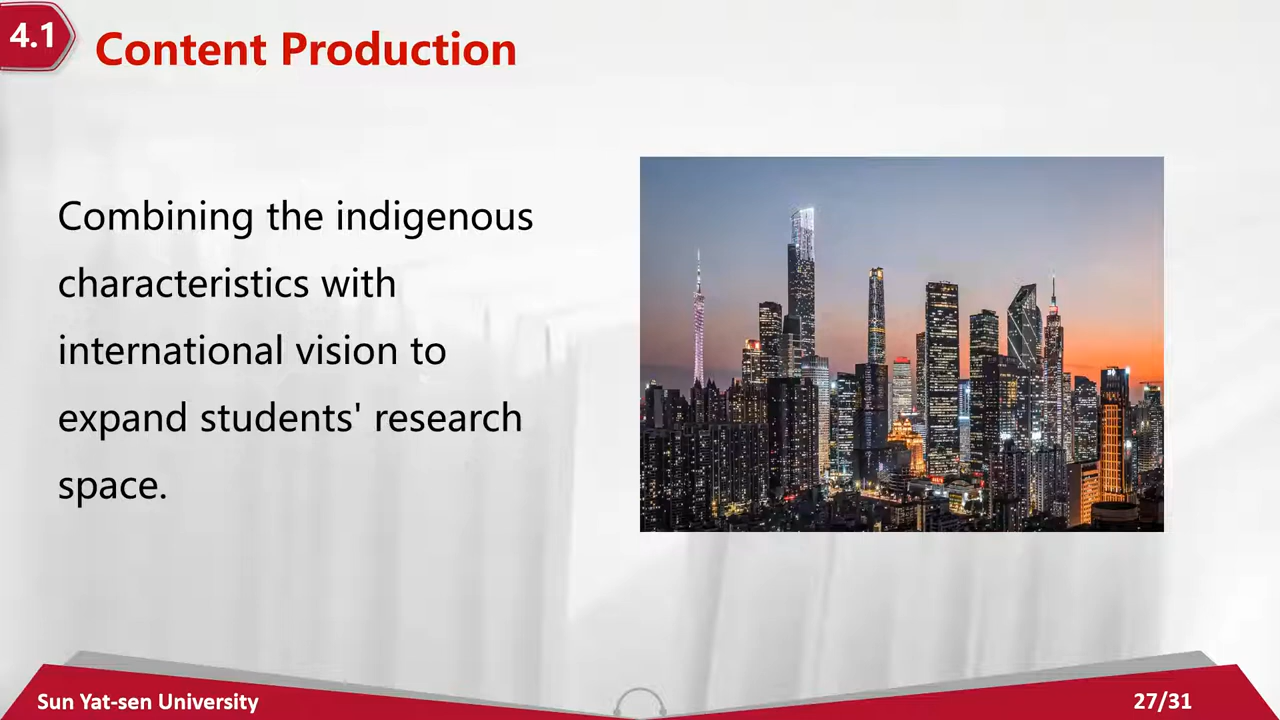 4.1
Content Production
Combining the indigenous
characteristics with
international vision to
expand students' research
space.
Sun Yat-sen University
27/31